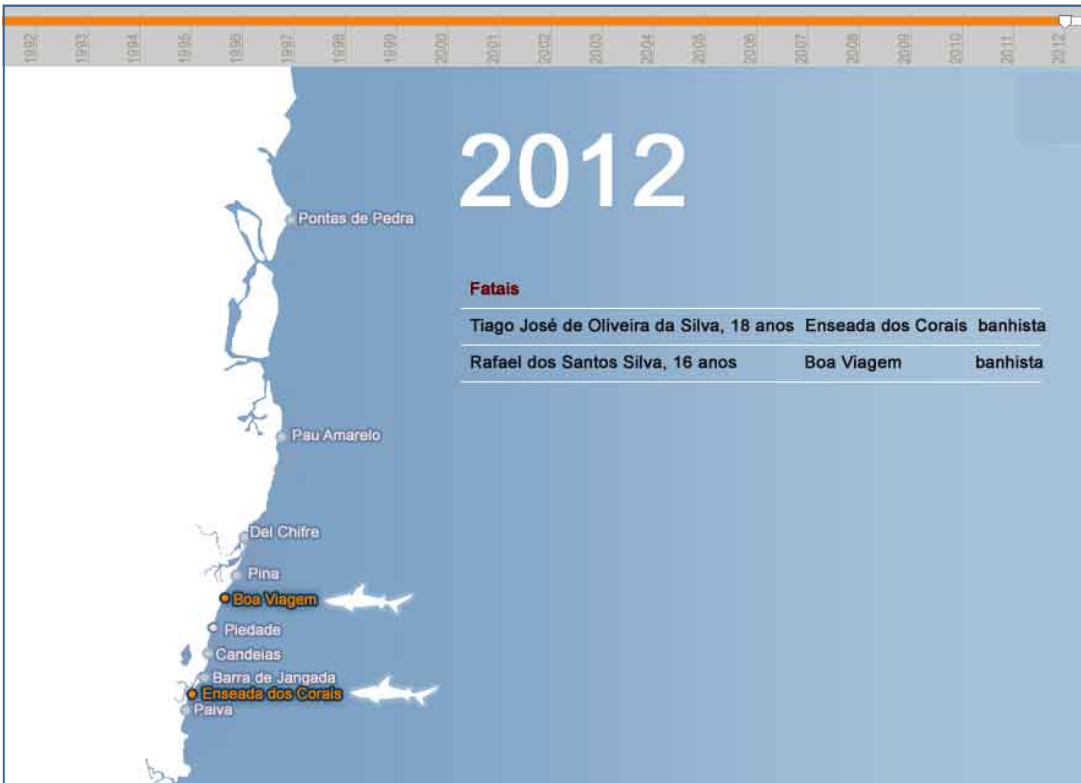 1992 1993 1994 1995 1996 1997 1998 1999 2000 2001 2002 2003 2004 2005 2006 2007 2008 2009 2010 2011 2012
2012
Pontas de Pedra
Fatais
Tiago José de Oliveira da Silva, 18 anos Enseada dos Corais banhista
Rafael dos Santos Silva, 16 anos Boa Viagem banhista
Pau Amarelo
Del Chifre
Pina
Boa Viagem
Piedade
Candeias
Barra de Jangada
Enseada dos Corais
Paiva